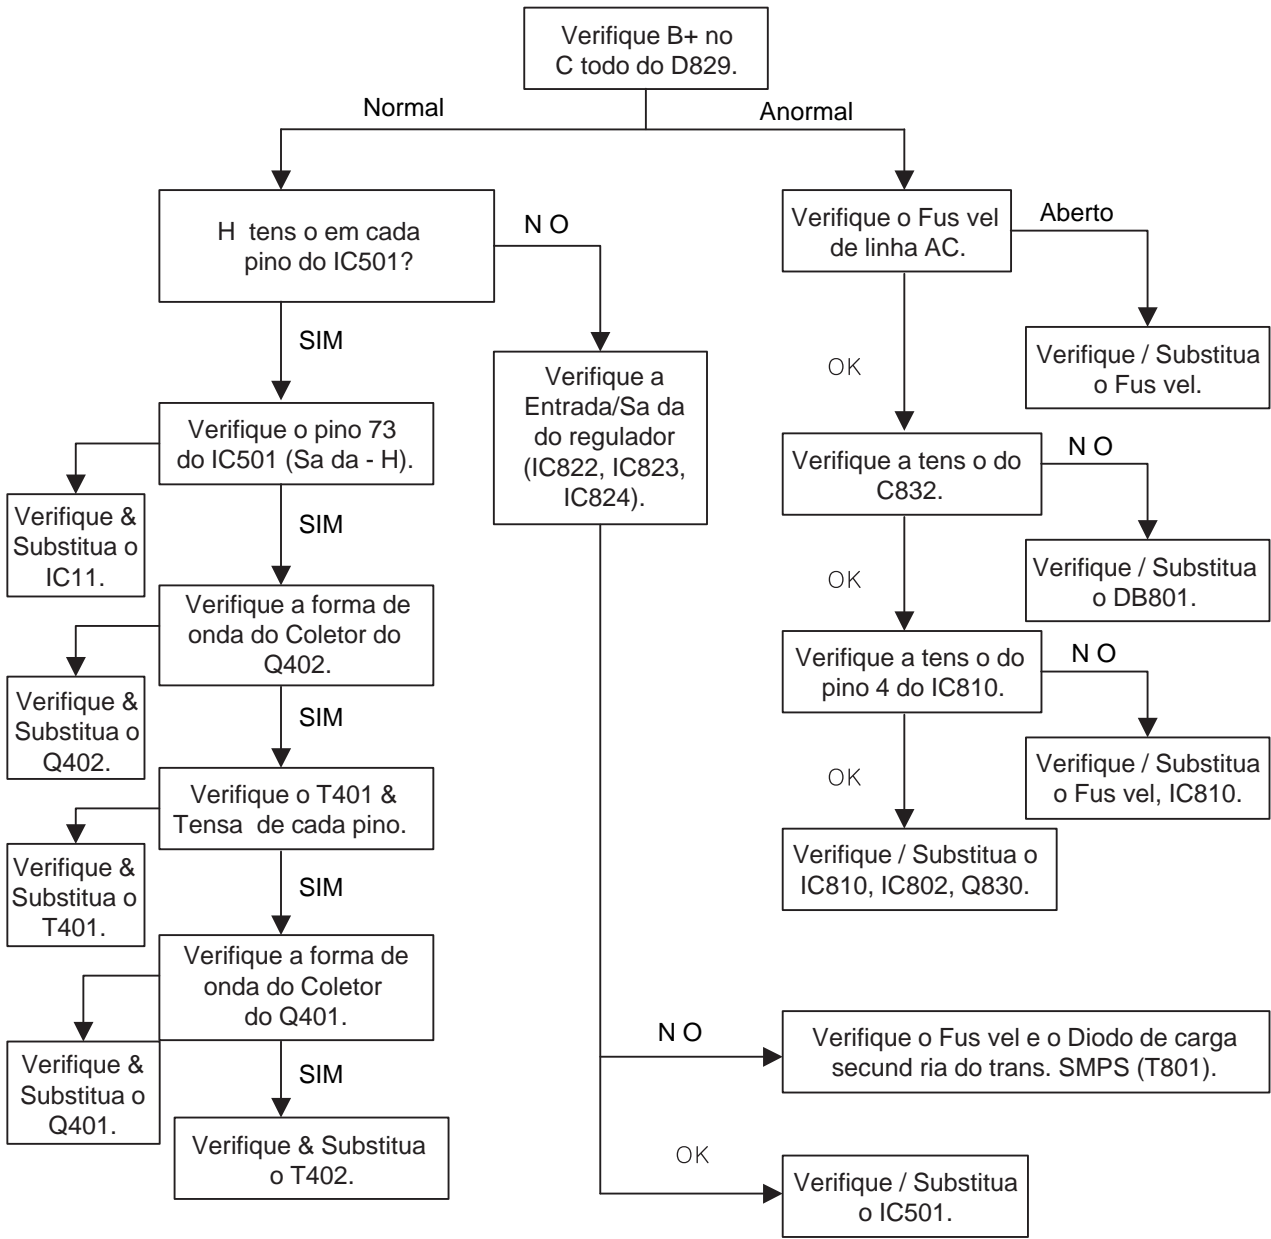 Verifique B+ no
C todo do D829.
Normal
Anormal
H tens o em cada
pino do IC501?
N O
Verifique o Fus vel
de linha AC.
Aberto
SIM
Verifique a
Entrada/Sa da
do regulador
(IC822, IC823,
IC824).
OK
Verifique / Substitua
o Fus vel.
Verifique o pino 73
do IC501 (Sa da - H).
Verifique &
Substitua o
IC11.
SIM
Verifique a tens o do
C832.
N O
Verifique / Substitua
o DB801.
OK
Verifique a forma de
onda do Coletor do
Q402.
Verifique &
Substitua o
Q402.
SIM
Verifique a tens o do
pino 4 do IC810.
N O
Verifique / Substitua
o Fus vel, IC810.
OK
Verifique o T401 &
Tensa de cada pino.
Verifique &
Substitua o
T401.
SIM
Verifique / Substitua o
IC810, IC802, Q830.
Verifique a forma de
onda do Coletor
do Q401.
Verifique &
Substitua o
Q401.
SIM
Verifique & Substitua
o T402.
N O
Verifique o Fus vel e o Diodo de carga
secund ria do trans. SMPS (T801).
OK
Verifique / Substitua
o IC501.